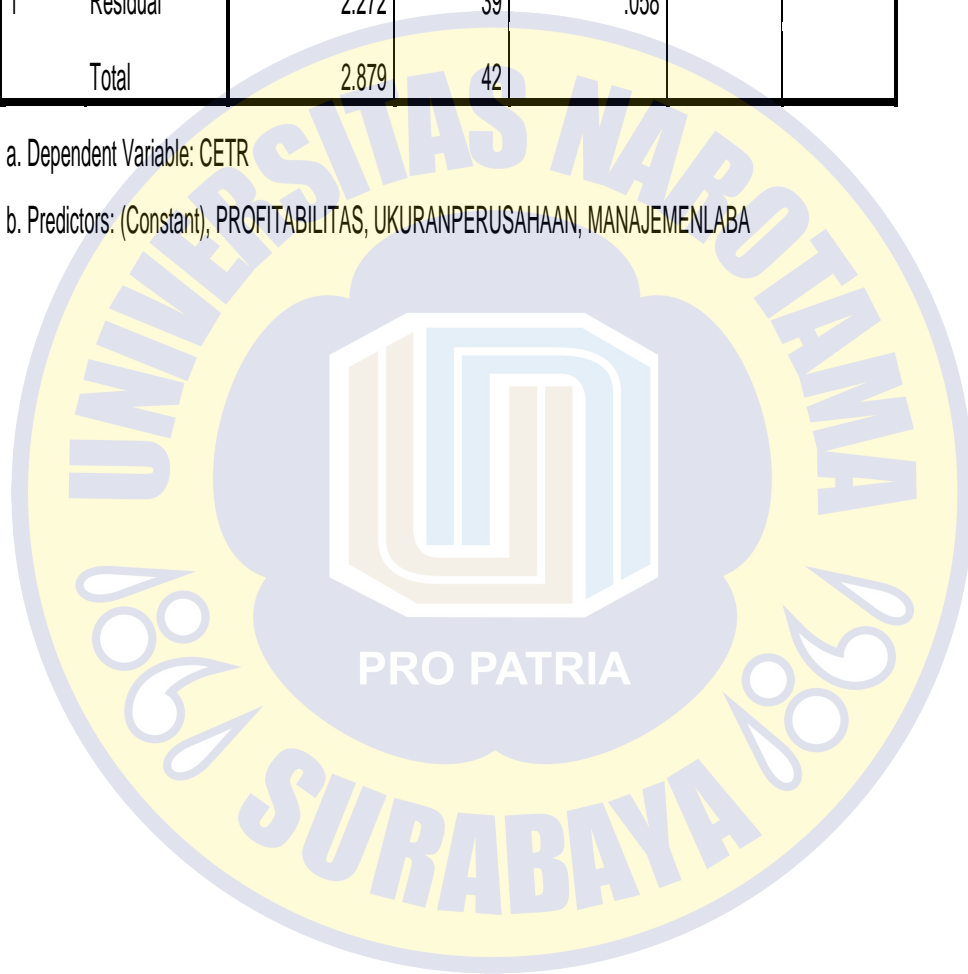 1 Residual 2.272 39 .058
Total 2.879 42
a. Dependent Variable: CETR
b. Predictors: (Constant), PROFITABILITAS, UKURANPERUSAHAAN, MANAJEMENLABA
UNIVERSITAS NAROTAMA
PRO PATRIA
SURABAYA